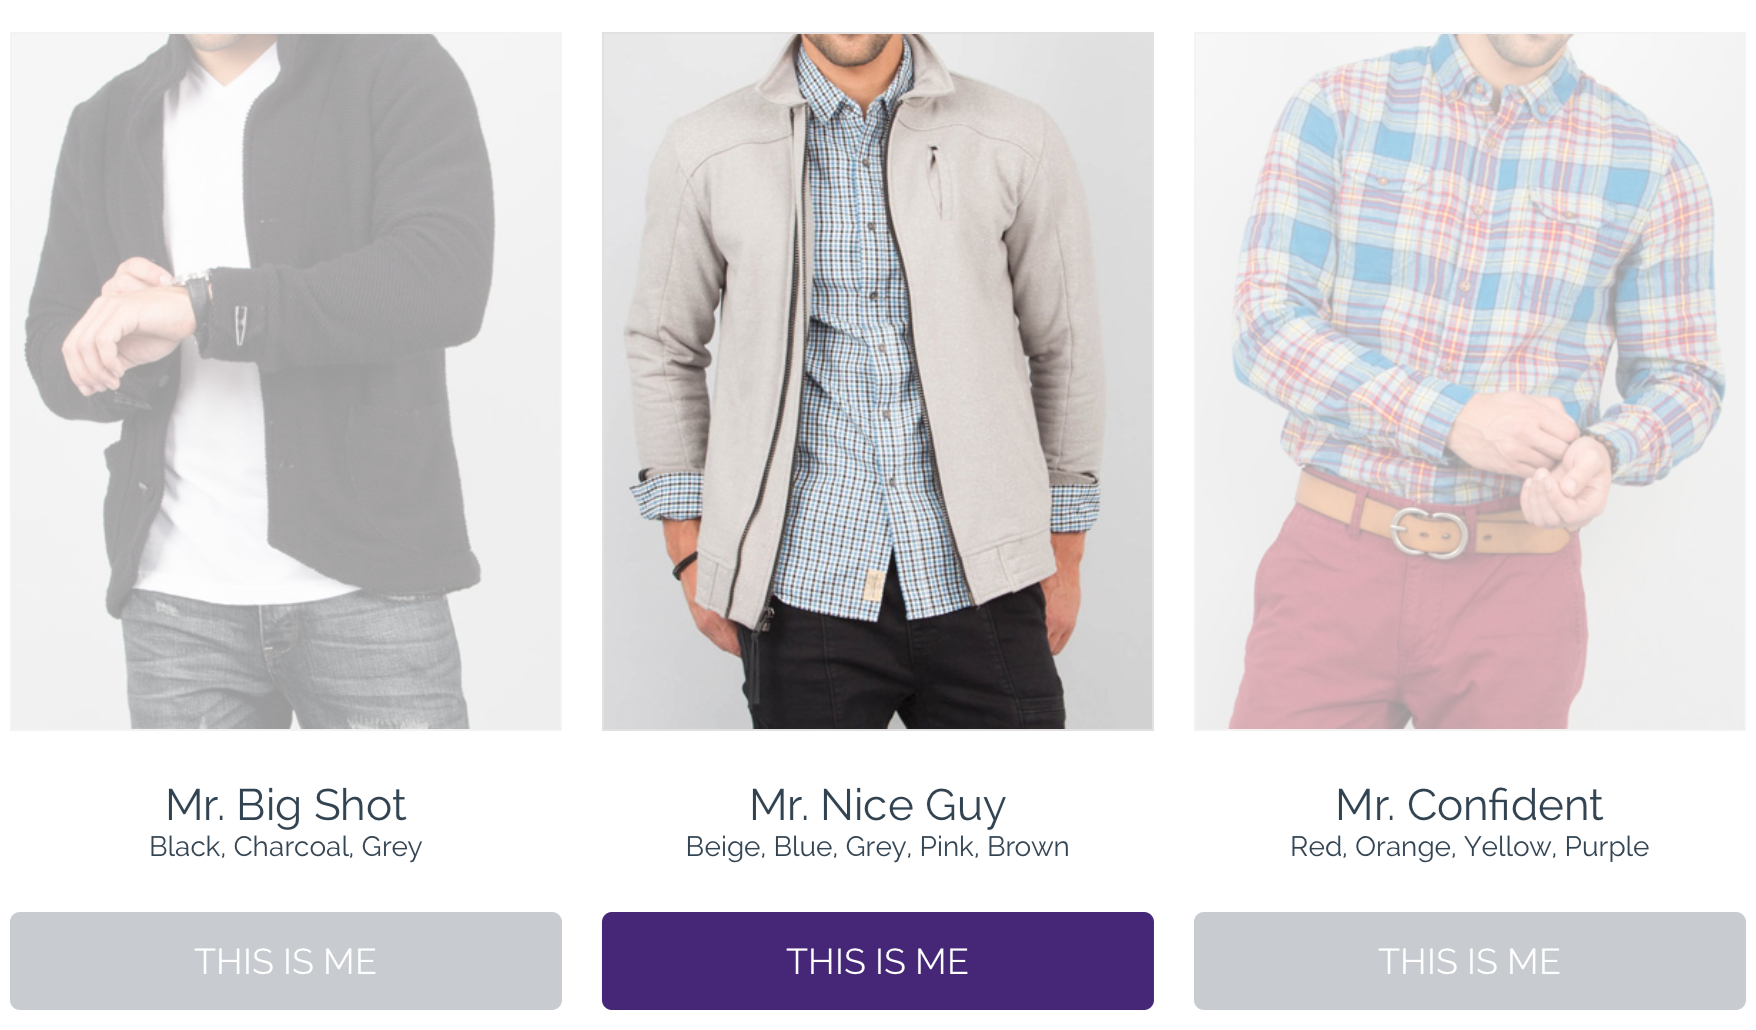 Mr. Big Shot
Black, Charcoal, Grey
THIS IS ME
Mr. Nice Guy
Beige, Blue, Grey, Pink, Brown
THIS IS ME
Mr. Confident
Red, Orange, Yellow, Purple
THIS IS ME